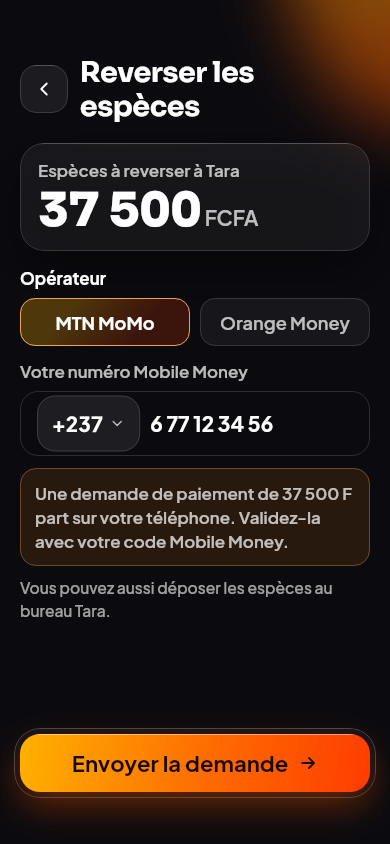 Reverser les
espèces
Espèces à reverser à Tara
37 500 FCFA
Opérateur
MTN MoMo
Orange Money
Votre numéro Mobile Money
+237 6 77 12 34 56
Une demande de paiement de 37 500 F
part sur votre téléphone. Validez-la
avec votre code Mobile Money.
Vous pouvez aussi déposer les espèces au
bureau Tara.
Envoyer la demande →